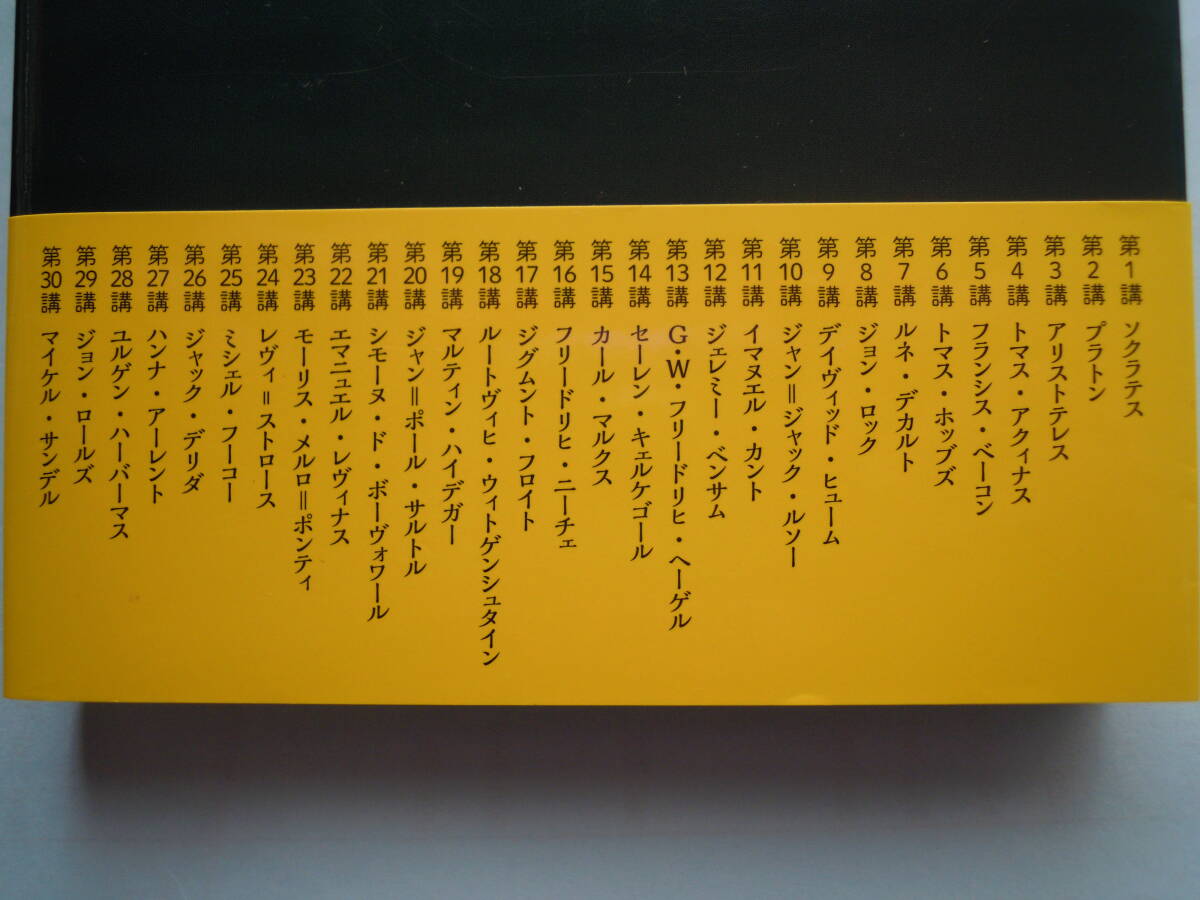 第1講 ソクラテス
第2講 プラトン
第3講 アリストテレス
第4講 トマス・アクィナス
第5講 フランシス・ベーコン
第6講 トマス・ホッブズ
第7講 ルネ・デカルト
第8講 ジョン・ロック
第9講 デイヴィッド・ヒューム
第10講 ジャン＝ジャック・ルソー
第11講 イマヌエル・カント
第12講 ジェレミー・ベンサム
第13講 G・W・フリードリヒ・ヘーゲル
第14講 セーレン・キェルケゴール
第15講 カール・マルクス
第16講 フリードリヒ・ニーチェ
第17講 ジグムント・フロイト
第18講 ルートヴィヒ・ウィトゲンシュタイン
第19講 マルティン・ハイデガー
第20講 ジャン＝ポール・サルトル
第21講 シモーヌ・ド・ボーヴォワール
第22講 エマニュエル・レヴィナス
第23講 モーリス・メルロ＝ポンティ
第24講 レヴィ＝ストロース
第25講 ミシェル・フーコー
第26講 ジャック・デリダ
第27講 ハンナ・アーレント
第28講 ユルゲン・ハーバーマス
第29講 ジョン・ロールズ
第30講 マイケル・サンデル